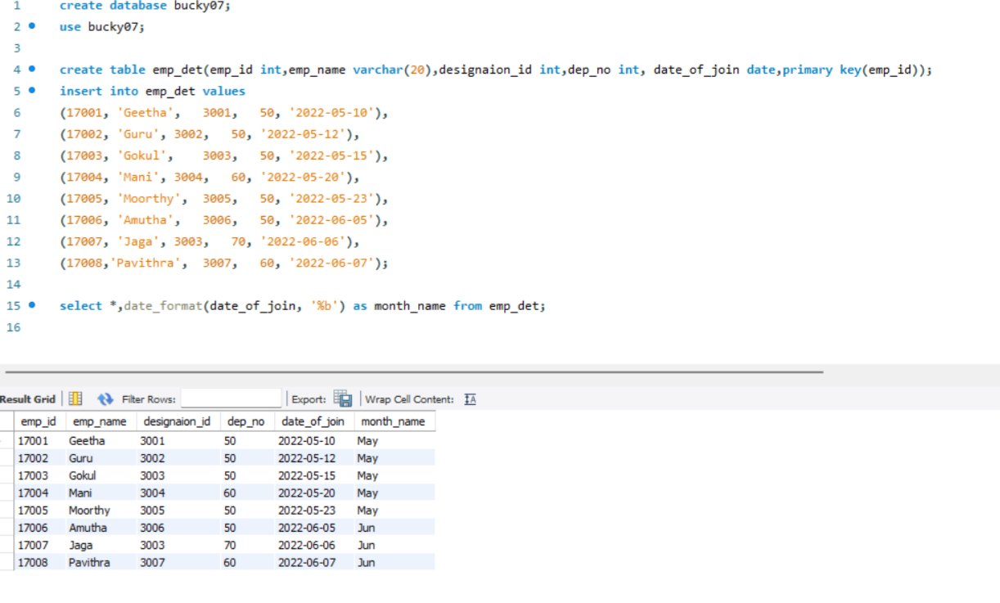 1 create database bucky07;
2 use bucky07;
3
4 create table emp_det(emp_id int,emp_name varchar(20),designaion_id int,dep_no int, date_of_join date,primary key(emp_id));
5 insert into emp_det values
6 (17001, 'Geetha', 3001, 50, '2022-05-10'),
7 (17002, 'Guru', 3002, 50, '2022-05-12'),
8 (17003, 'Gokul', 3003, 50, '2022-05-15'),
9 (17004, 'Mani', 3004, 60, '2022-05-20'),
10 (17005, 'Moorthy', 3005, 50, '2022-05-23'),
11 (17006, 'Amutha', 3006, 50, '2022-06-05'),
12 (17007, 'Jaga', 3003, 70, '2022-06-06'),
13 (17008,'Pavithra', 3007, 60, '2022-06-07');
14
15 select *,date_format(date_of_join, '%b') as month_name from emp_det;
16
Result Grid Filter Rows: Export: Wrap Cell Content:
emp_id emp_name designaion_id dep_no date_of_join month_name
17001 Geetha 3001 50 2022-05-10 May
17002 Guru 3002 50 2022-05-12 May
17003 Gokul 3003 50 2022-05-15 May
17004 Mani 3004 60 2022-05-20 May
17005 Moorthy 3005 50 2022-05-23 May
17006 Amutha 3006 50 2022-06-05 Jun
17007 Jaga 3003 70 2022-06-06 Jun
17008 Pavithra 3007 60 2022-06-07 Jun